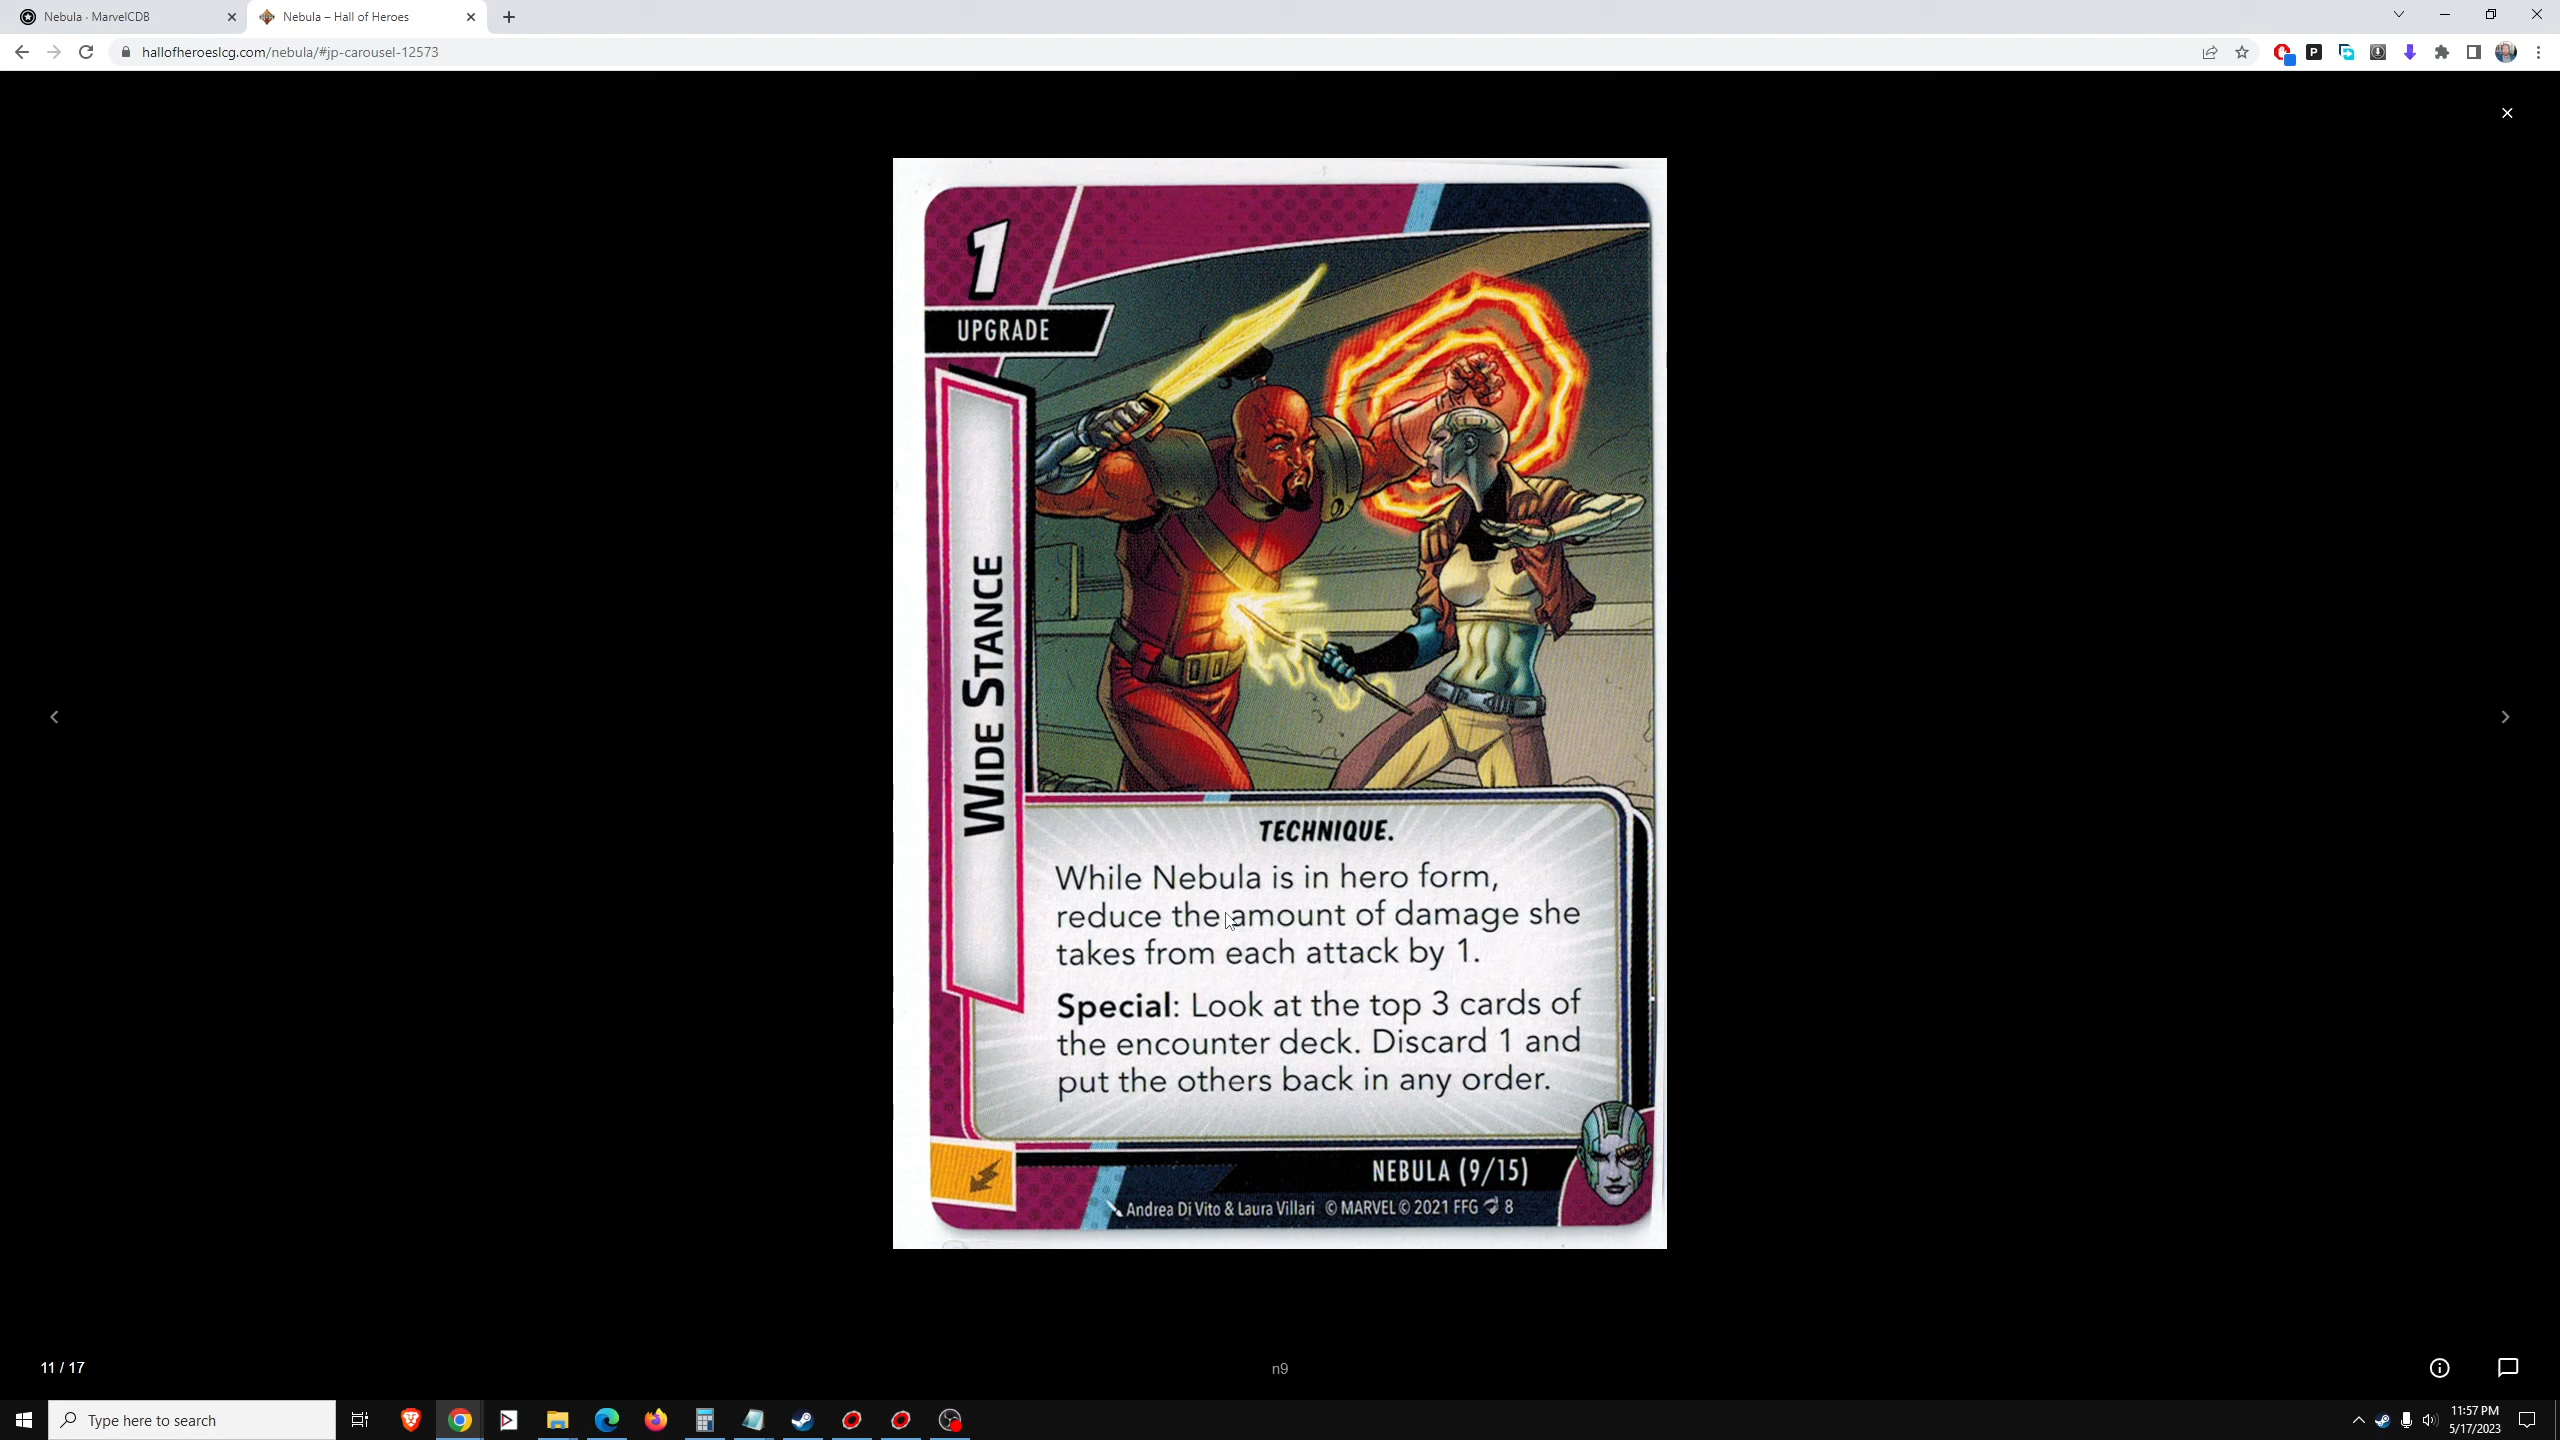 Nebula · MarvelCDB
Nebula – Hall of Heroes
hallofheroeslcg.com/nebula/#jp-carousel-12573
1
UPGRADE
WIDE STANCE
TECHNIQUE.
While Nebula is in hero form,
reduce the amount of damage she
takes from each attack by 1.
Special: Look at the top 3 cards of
the encounter deck. Discard 1 and
put the others back in any order.
NEBULA (9/15)
Andrea Di Vito & Laura Villari © MARVEL © 2021 FFG 8
11 / 17
n9
Type here to search
11:57 PM
5/17/2023